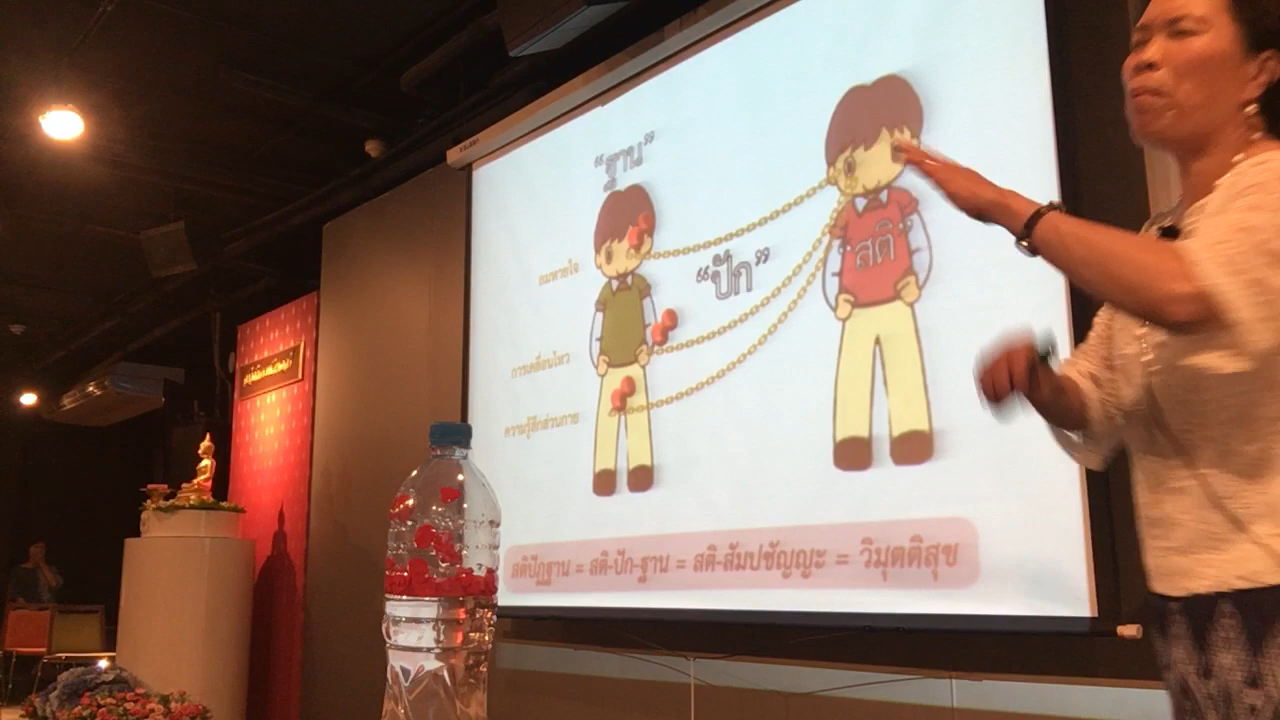 “ฐาน”
ลมหายใจ
“ปัก”
สติ
การเคลื่อนไหว
ความรู้สึกส่วนกาย
สติปัฏฐาน = สติ-ปัก-ฐาน = สติ-สัมปชัญญะ = วิมุตติสุข